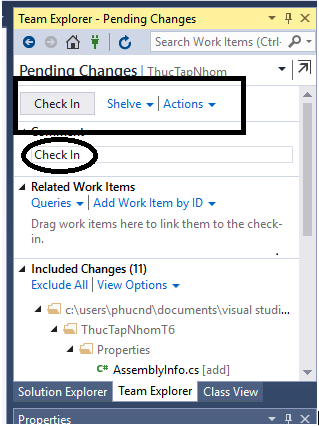 Team Explorer - Pending Changes
Search Work Items (Ctrl-
Pending Changes | ThucTapNhom
Check In Shelve Actions
Comment
Check In
Related Work Items
Queries | Add Work Item by ID
Drag work items here to link them to the check-
in.
Included Changes (11)
Exclude All | View Options
c:\users\phucnd\documents\visual studi...
ThucTapNhomT6
Properties
C# AssemblyInfo.cs [add]
Solution Explorer Team Explorer Class View
Properties